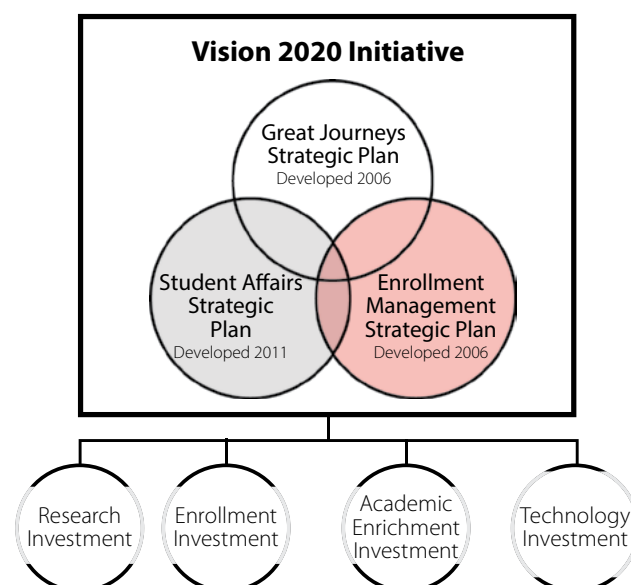 Vision 2020 Initiative
Great Journeys
Strategic Plan
Developed 2006
Student Affairs
Strategic
Plan
Developed 2011
Enrollment
Management
Strategic Plan
Developed 2006
Research
Investment
Enrollment
Investment
Academic
Enrichment
Investment
Technology
Investment